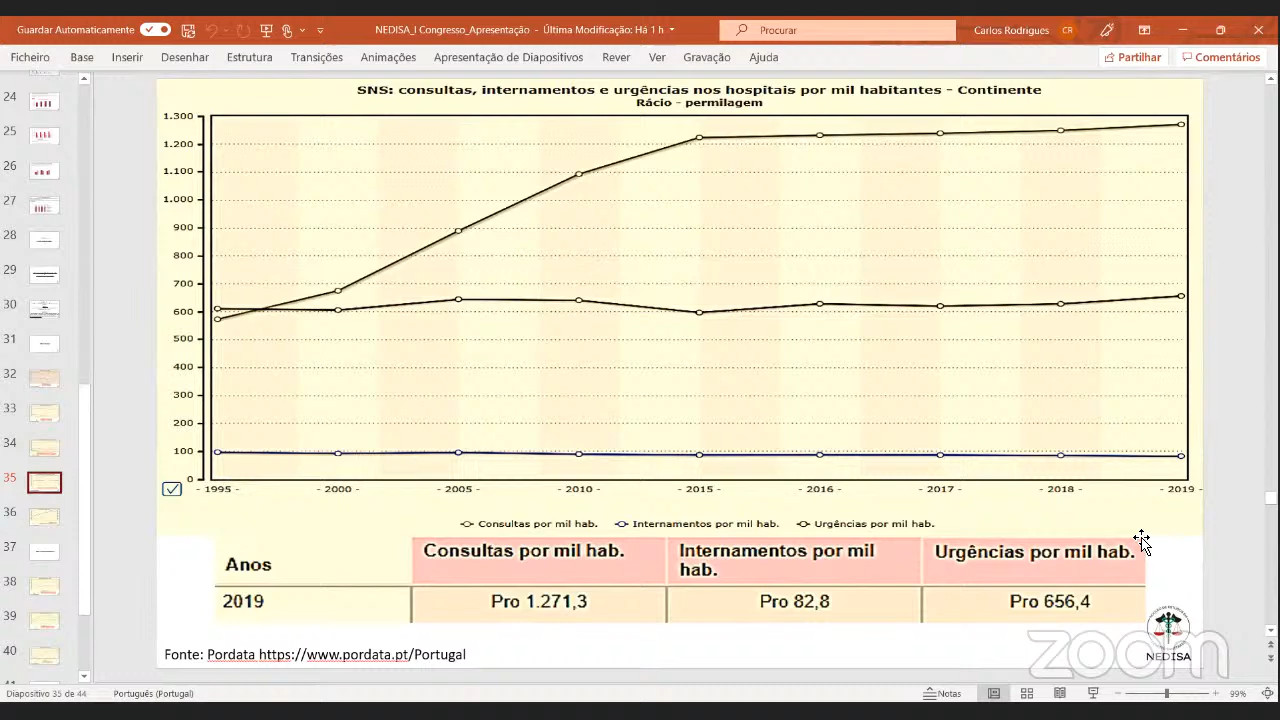 Guardar Automaticamente
NEDISA_I Congresso_Apresentação - Última Modificação: Há 1 h
Procurar
Carlos Rodrigues CR
Ficheiro Base Inserir Desenhar Estrutura Transições Animações Apresentação de Diapositivos Rever Ver Gravação Ajuda Partilhar Comentários
24
25
26
27
28
29
30
31
32
33
34
35
36
37
38
39
40
SNS: consultas, internamentos e urgências nos hospitais por mil habitantes - Continente
Rácio - permilagem
1.300
1.200
1.100
1.000
900
800
700
600
500
400
300
200
100
0
- 1995 - - 2000 - - 2005 - - 2010 - - 2015 - - 2016 - - 2017 - - 2018 - - 2019 -
Consultas por mil hab. Internamentos por mil hab. Urgências por mil hab.
Anos Consultas por mil hab. Internamentos por mil hab. Urgências por mil hab.
2019 Pro 1.271,3 Pro 82,8 Pro 656,4
Fonte: Pordata https://www.pordata.pt/Portugal
zoom
NEDISA
Diapositivo 35 de 44 Português (Portugal) Notas 99%